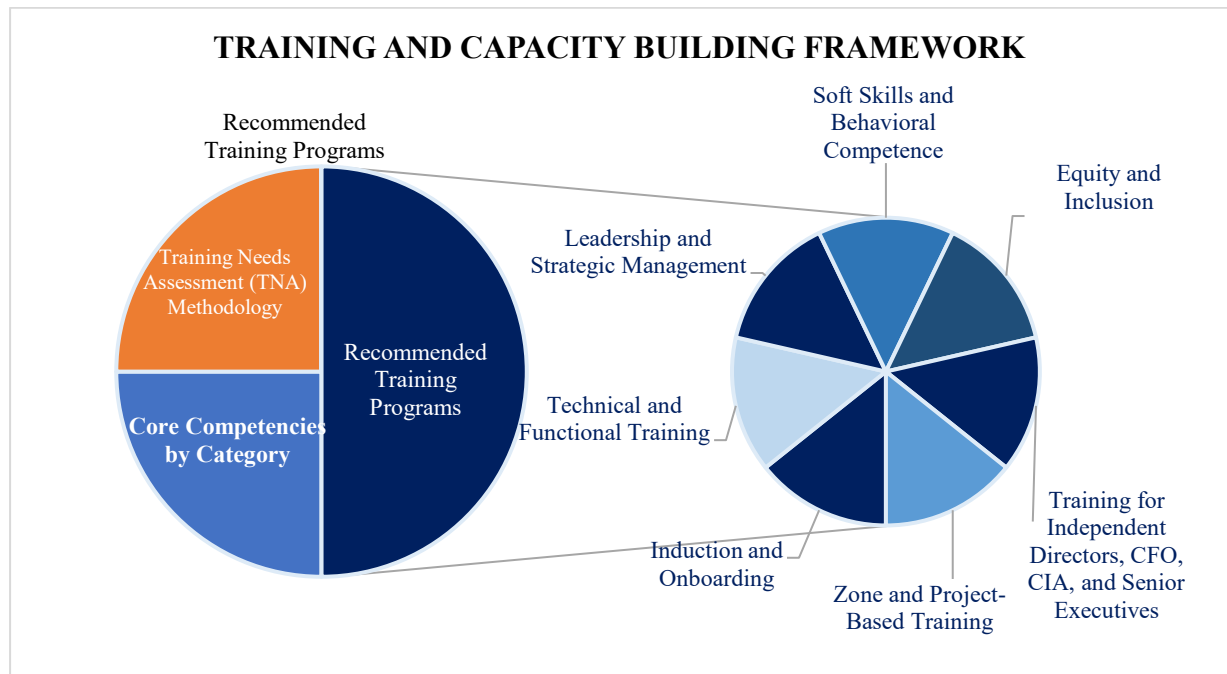 TRAINING AND CAPACITY BUILDING FRAMEWORK
Recommended
Training Programs
Training Needs
Assessment (TNA)
Methodology
Core Competencies
by Category
Recommended
Training
Programs
Soft Skills and
Behavioral
Competence
Equity and
Inclusion
Leadership and
Strategic Management
Technical and
Functional Training
Induction and
Onboarding
Zone and Project-
Based Training
Training for
Independent
Directors, CFO,
CIA, and Senior
Executives